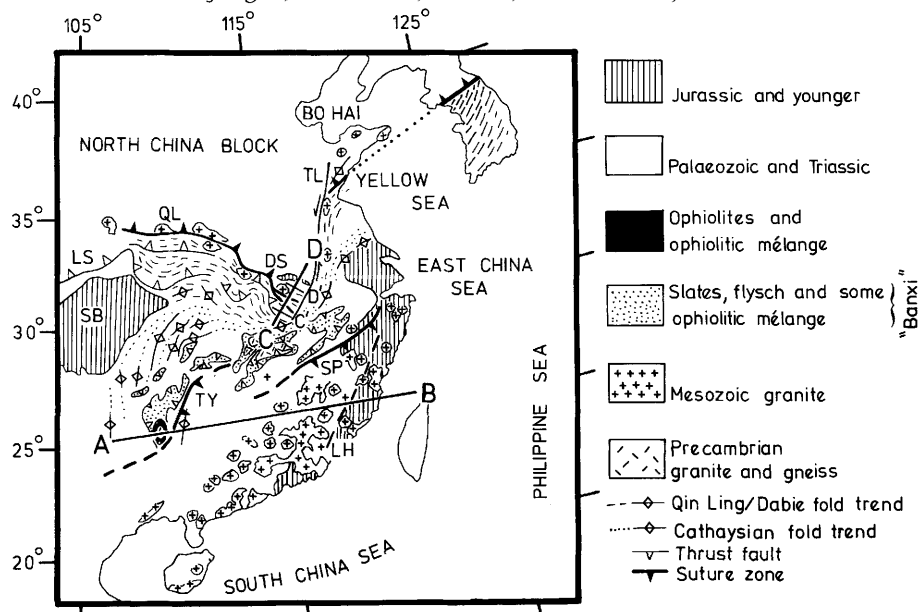 105°
115°
125°
40°
35°
30°
25°
20°
BO HAI
NORTH CHINA BLOCK
TL
YELLOW
SEA
QL
LS
DS
D
EAST CHINA
SEA
SB
D
C
C
SP
TY
A
B
LH
PHILIPPINE SEA
SOUTH CHINA SEA
Jurassic and younger
Palaeozoic and Triassic
Ophiolites and
ophiolitic mélange
Slates, flysch and some
ophiolitic mélange
"Banxi"
Mesozoic granite
Precambrian
granite and gneiss
Qin Ling/Dabie fold trend
Cathaysian fold trend
Thrust fault
Suture zone